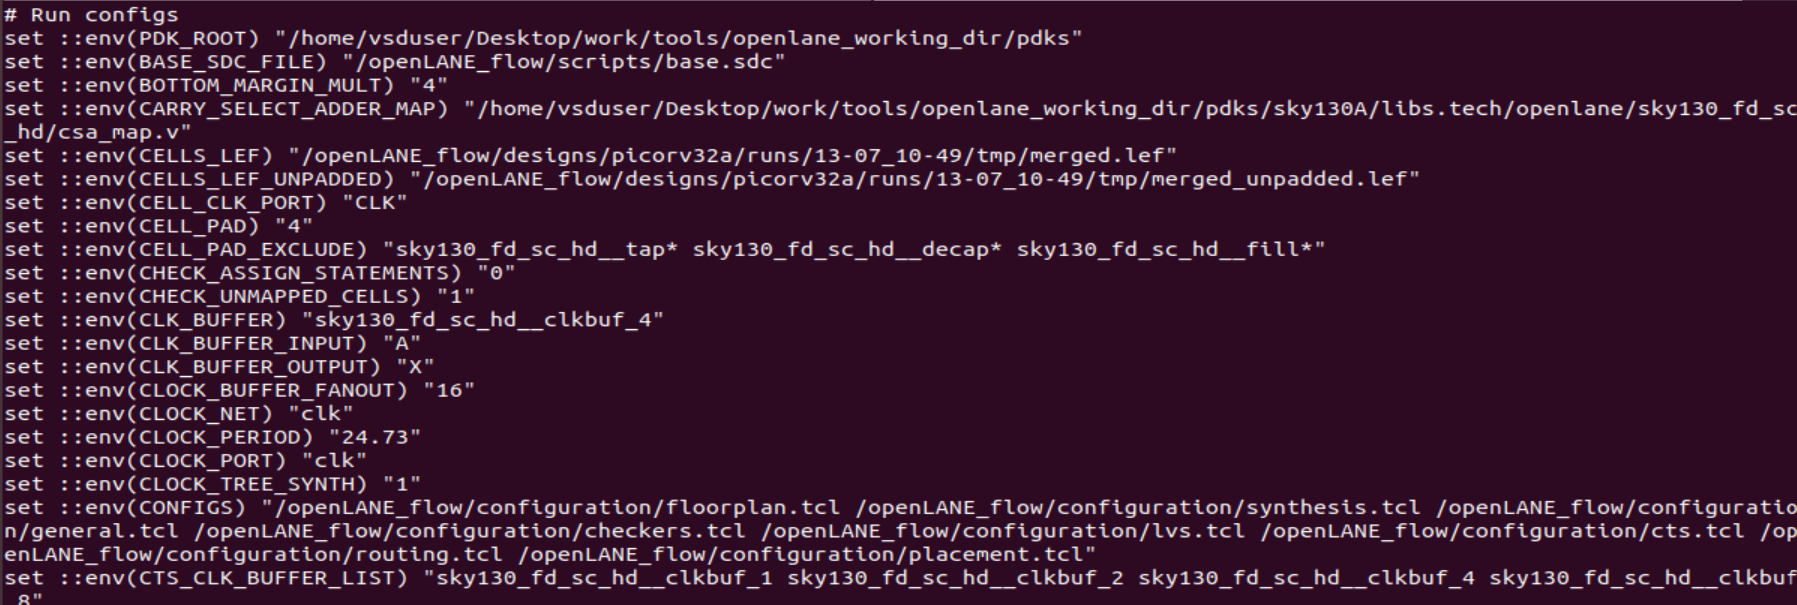 # Run configs
set ::env(PDK_ROOT) "/home/vsduser/Desktop/work/tools/openlane_working_dir/pdks"
set ::env(BASE_SDC_FILE) "/openLANE_flow/scripts/base.sdc"
set ::env(BOTTOM_MARGIN_MULT) "4"
set ::env(CARRY_SELECT_ADDER_MAP) "/home/vsduser/Desktop/work/tools/openlane_working_dir/pdks/sky130A/libs.tech/openlane/sky130_fd_sc
_hd/csa_map.v"
set ::env(CELLS_LEF) "/openLANE_flow/designs/picorv32a/runs/13-07_10-49/tmp/merged.lef"
set ::env(CELLS_LEF_UNPADDED) "/openLANE_flow/designs/picorv32a/runs/13-07_10-49/tmp/merged_unpadded.lef"
set ::env(CELL_CLK_PORT) "CLK"
set ::env(CELL_PAD) "4"
set ::env(CELL_PAD_EXCLUDE) "sky130_fd_sc_hd__tap* sky130_fd_sc_hd__decap* sky130_fd_sc_hd__fill*"
set ::env(CHECK_ASSIGN_STATEMENTS) "0"
set ::env(CHECK_UNMAPPED_CELLS) "1"
set ::env(CLK_BUFFER) "sky130_fd_sc_hd__clkbuf_4"
set ::env(CLK_BUFFER_INPUT) "A"
set ::env(CLK_BUFFER_OUTPUT) "X"
set ::env(CLOCK_BUFFER_FANOUT) "16"
set ::env(CLOCK_NET) "clk"
set ::env(CLOCK_PERIOD) "24.73"
set ::env(CLOCK_PORT) "clk"
set ::env(CLOCK_TREE_SYNTH) "1"
set ::env(CONFIGS) "/openLANE_flow/configuration/floorplan.tcl /openLANE_flow/configuration/synthesis.tcl /openLANE_flow/configuratio
n/general.tcl /openLANE_flow/configuration/checkers.tcl /openLANE_flow/configuration/lvs.tcl /openLANE_flow/configuration/cts.tcl /op
enLANE_flow/configuration/routing.tcl /openLANE_flow/configuration/placement.tcl"
set ::env(CTS_CLK_BUFFER_LIST) "sky130_fd_sc_hd__clkbuf_1 sky130_fd_sc_hd__clkbuf_2 sky130_fd_sc_hd__clkbuf_4 sky130_fd_sc_hd__clkbuf
_8"